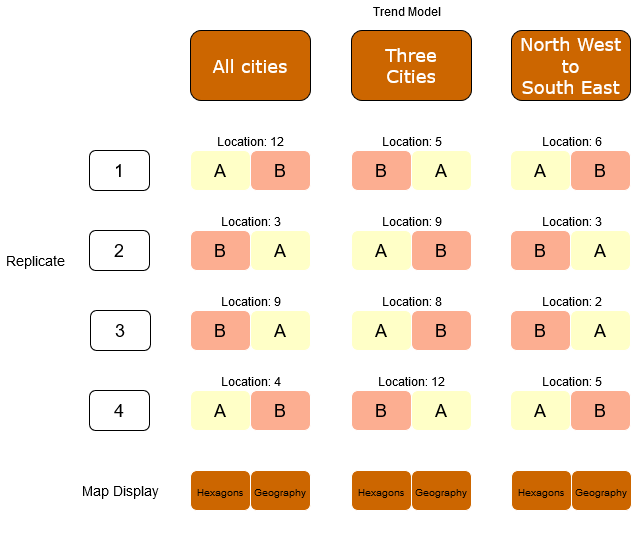 Trend Model
All cities
Three
Cities
North West
to
South East
Location: 12
Location: 5
Location: 6
1
A B
B A
A B
Location: 3
Location: 9
Location: 3
2
B A
A B
B A
Replicate
Location: 9
Location: 8
Location: 2
3
B A
A B
B A
Location: 4
Location: 12
Location: 5
4
A B
B A
A B
Map Display
Hexagons Geography
Hexagons Geography
Hexagons Geography